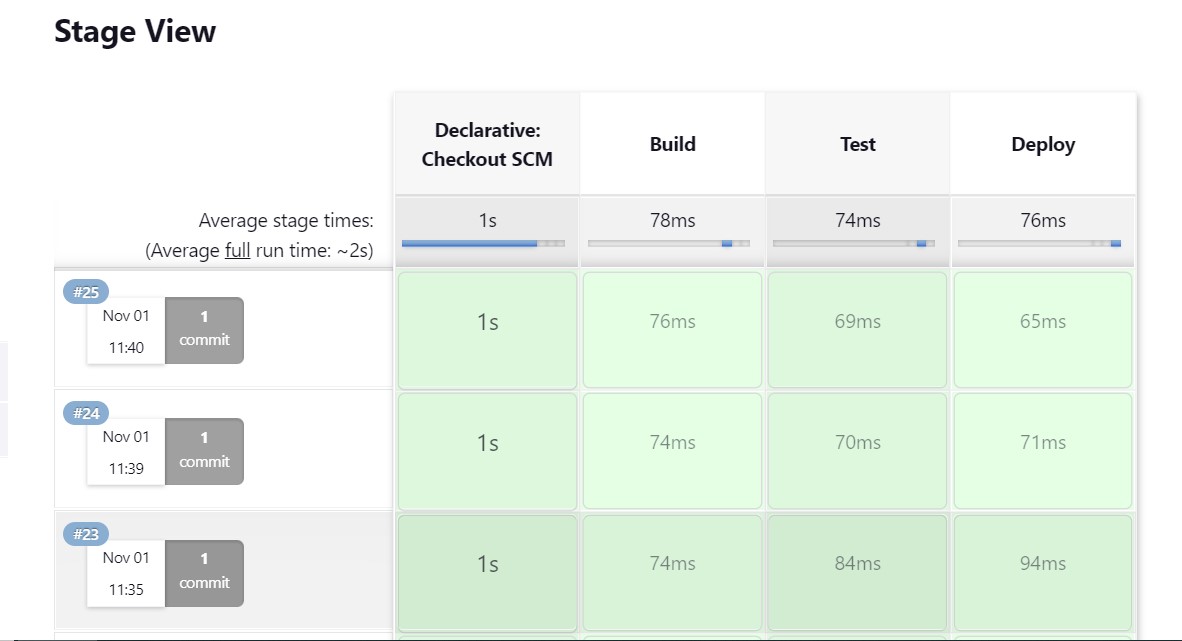 Stage View
Declarative:
Checkout SCM
Build
Test
Deploy
Average stage times:
(Average full run time: ~2s)
1s
78ms
74ms
76ms
#25
Nov 01
11:40
1
commit
1s
76ms
69ms
65ms
#24
Nov 01
11:39
1
commit
1s
74ms
70ms
71ms
#23
Nov 01
11:35
1
commit
1s
74ms
84ms
94ms